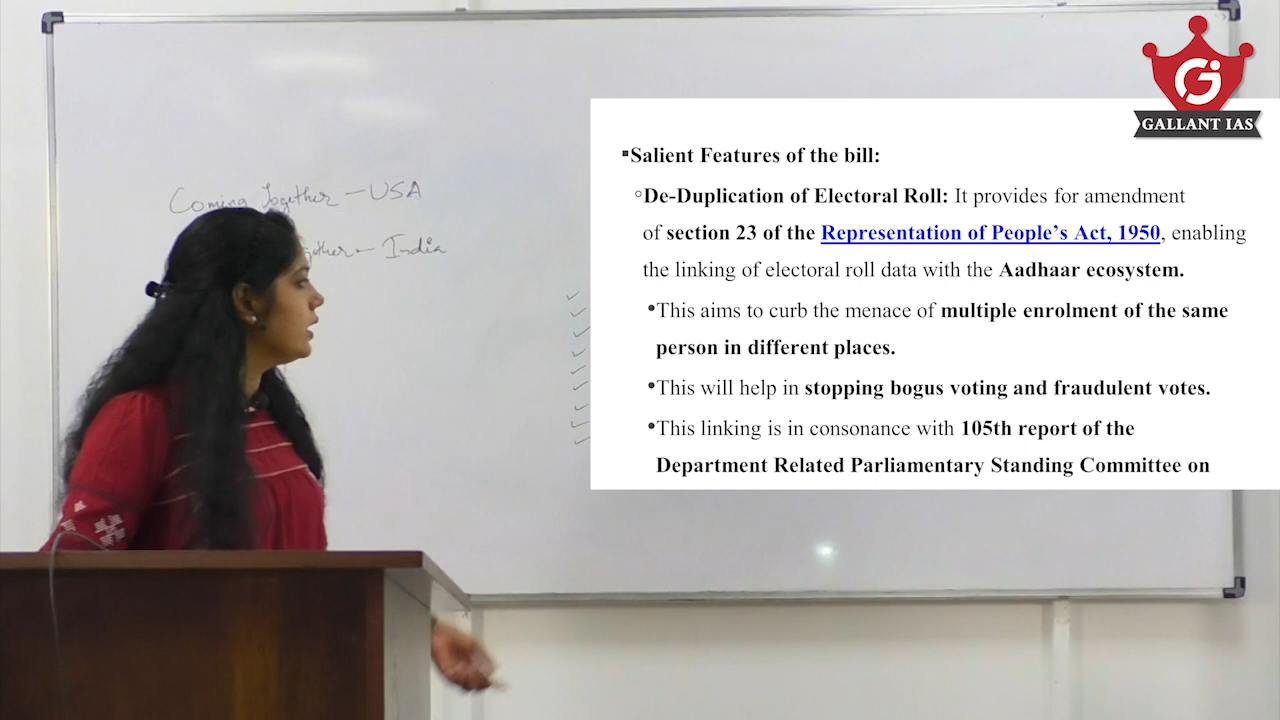 GALLANT IAS
Coming Together – USA
– India
▪Salient Features of the bill:
◦De-Duplication of Electoral Roll: It provides for amendment
of section 23 of the Representation of People’s Act, 1950, enabling
the linking of electoral roll data with the Aadhaar ecosystem.
•This aims to curb the menace of multiple enrolment of the same
person in different places.
•This will help in stopping bogus voting and fraudulent votes.
•This linking is in consonance with 105th report of the
Department Related Parliamentary Standing Committee on